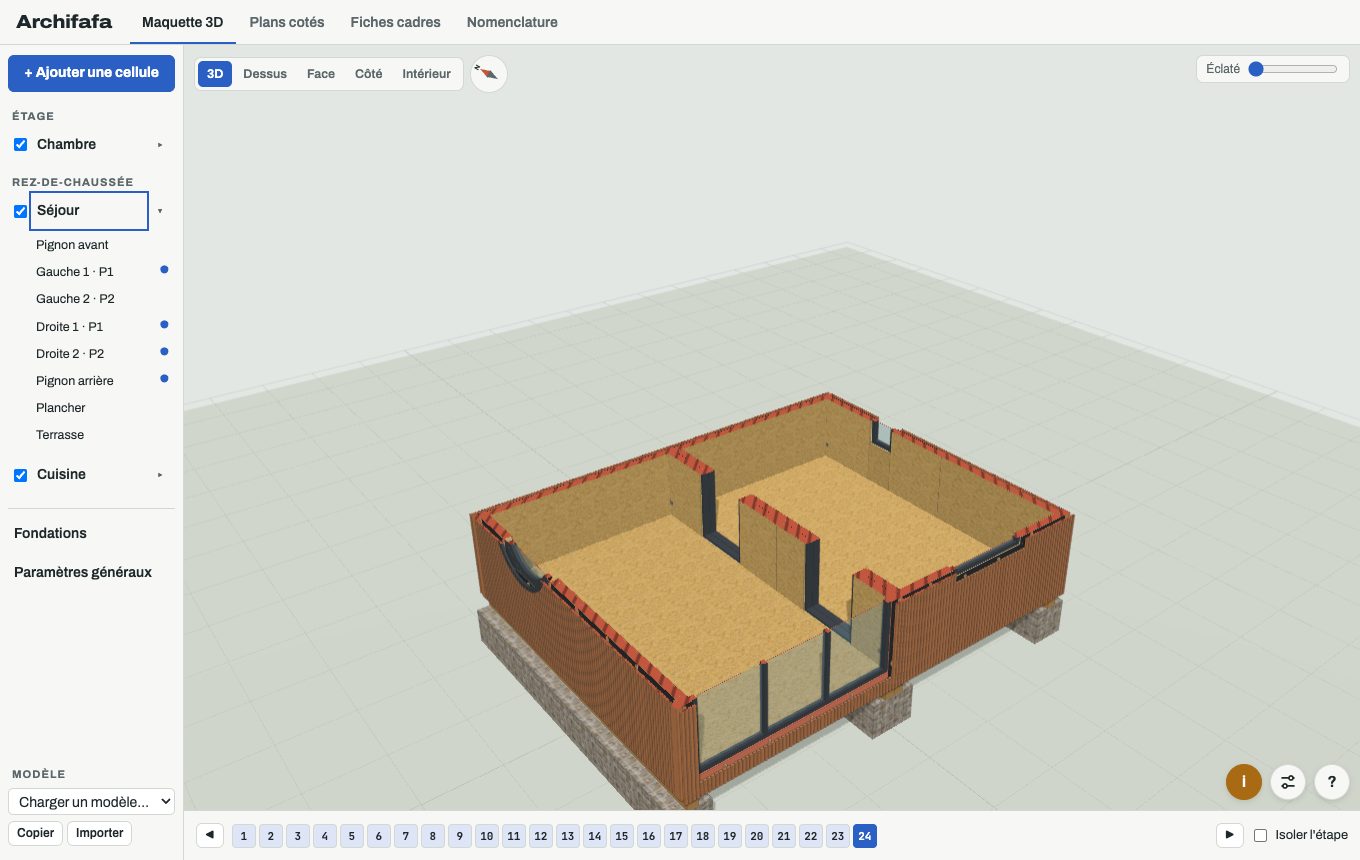 Archifafa
Maquette 3D
Plans cotés
Fiches cadres
Nomenclature
+ Ajouter une cellule
3D
Dessus
Face
Côté
Intérieur
Éclaté
ÉTAGE
Chambre
REZ-DE-CHAUSSÉE
Séjour
Pignon avant
Gauche 1 · P1
Gauche 2 · P2
Droite 1 · P1
Droite 2 · P2
Pignon arrière
Plancher
Terrasse
Cuisine
Fondations
Paramètres généraux
MODÈLE
Charger un modèle...
Copier
Importer
i
?
1 2 3 4 5 6 7 8 9 10 11 12 13 14 15 16 17 18 19 20 21 22 23 24
Isoler l'étape